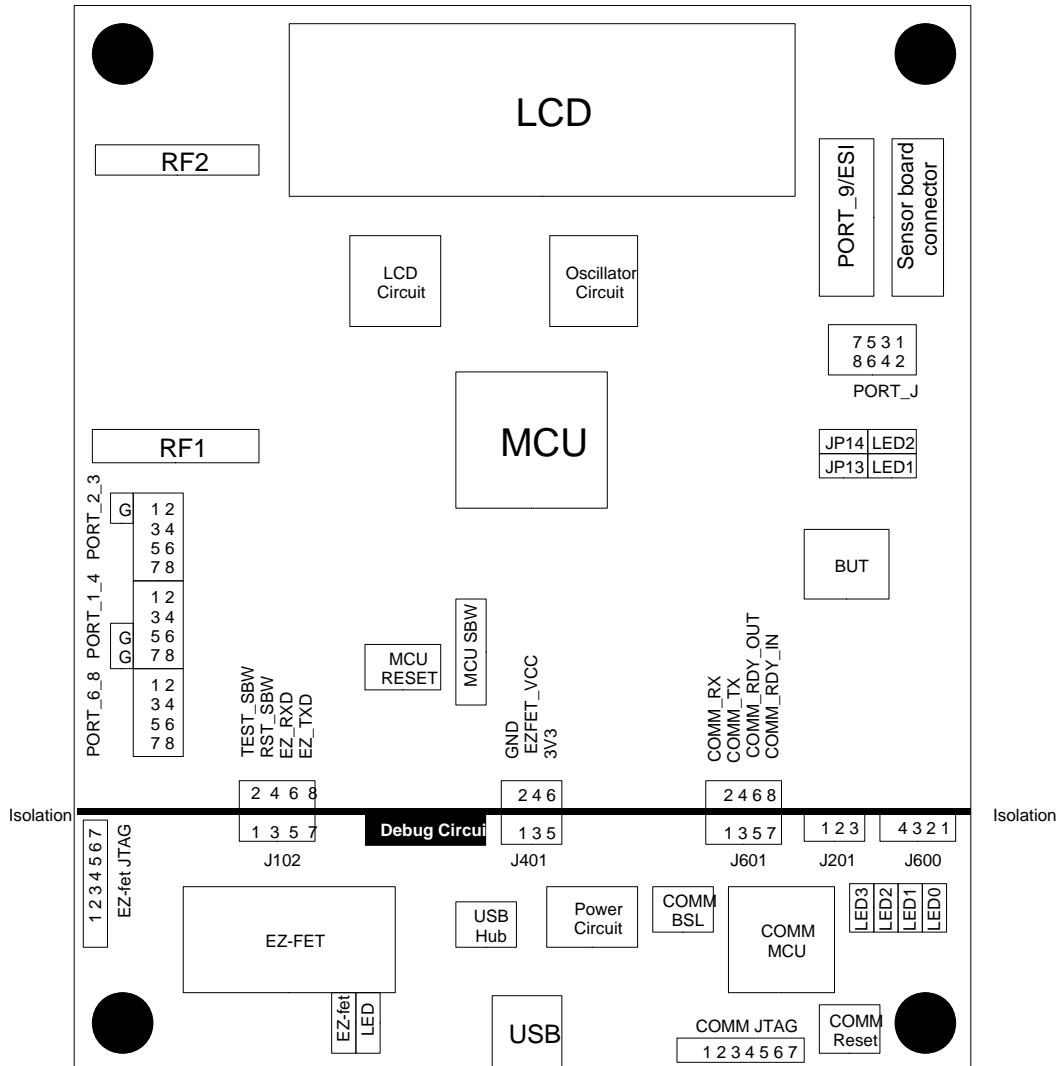 LCD
RF2
PORT_9/ESI
Sensor board
connector
LCD
Circuit
Oscillator
Circuit
7 5 3 1
8 6 4 2
PORT_J
MCU
RF1
JP14
LED2
JP13
LED1
PORT_2_3
G
1 2
3 4
5 6
7 8
BUT
PORT_1_4
G
G
1 2
3 4
5 6
7 8
MCU SBW
MCU
RESET
PORT_6_8
1 2
3 4
5 6
7 8
TEST_SBW
RST_SBW
EZ_RXD
EZ_TXD
GND
EZFET_VCC
3V3
COMM_RX
COMM_TX
COMM_RDY_OUT
COMM_RDY_IN
2 4 6 8
2 4 6
2 4 6 8
Isolation
Isolation
1 3 5 7
Debug Circui
1 3 5
1 3 5 7
1 2 3
4 3 2 1
J102
J401
J601
J201
J600
1 2 3 4 5 6 7
EZ-fet JTAG
EZ-FET
USB
Hub
Power
Circuit
COMM
BSL
COMM
MCU
LED3
LED2
LED1
LED0
EZ-fet
LED
USB
COMM JTAG
1 2 3 4 5 6 7
COMM
Reset